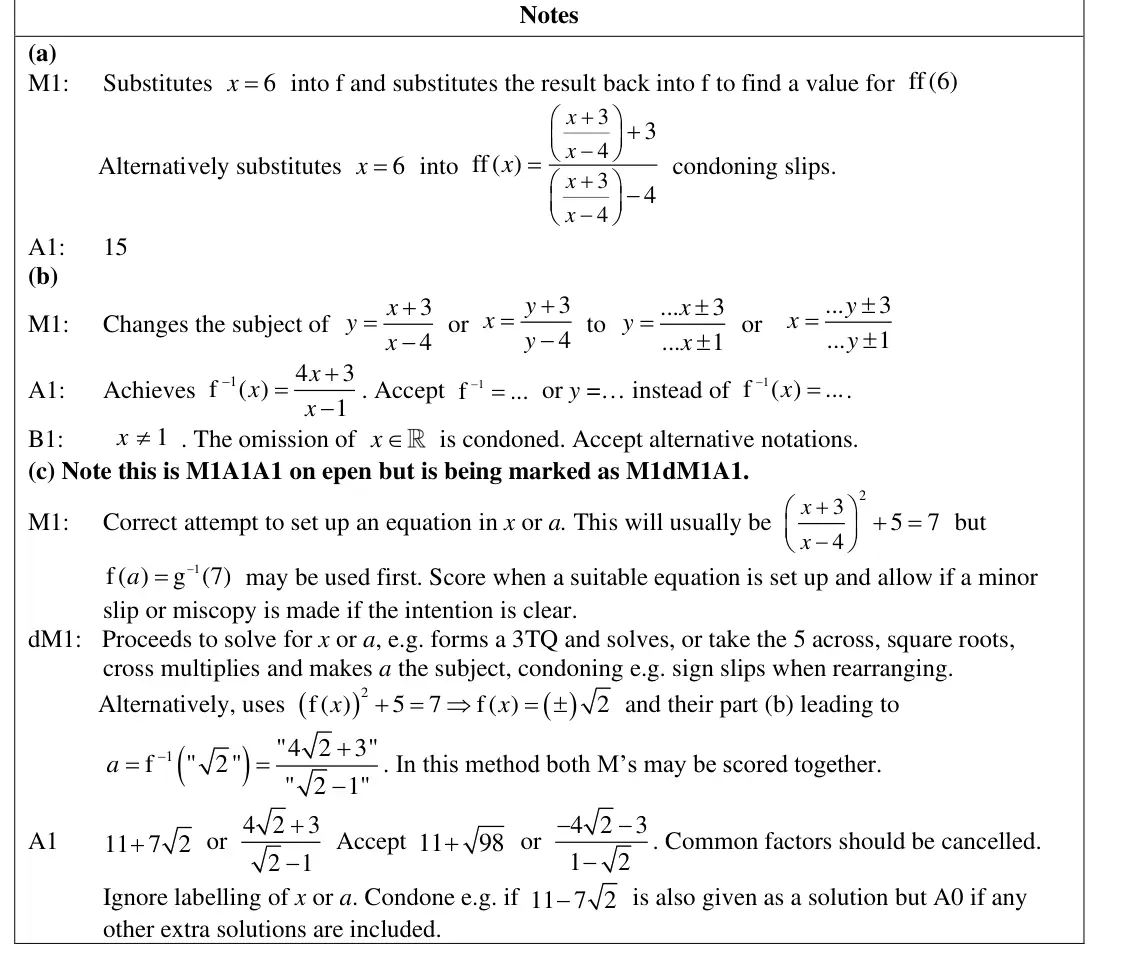 Notes
(a)
M1: Substitutes x = 6 into f and substitutes the result back into f to find a value for ff(6)
Alternatively substitutes x = 6 into ff(x) = (((x+3)/(x−4))+3)/(((x+3)/(x−4))−4) condoning slips.
A1: 15
(b)
M1: Changes the subject of y = (x+3)/(x−4) or x = (y+3)/(y−4) to y = (...x±3)/(...x±1) or x = (...y±3)/(...y±1)
A1: Achieves f⁻¹(x) = (4x+3)/(x−1). Accept f⁻¹ = ... or y =… instead of f⁻¹(x) = ....
B1: x ≠ 1 . The omission of x ∈ ℝ is condoned. Accept alternative notations.
(c) Note this is M1A1A1 on epen but is being marked as M1dM1A1.
M1: Correct attempt to set up an equation in x or a. This will usually be ((x+3)/(x−4))² + 5 = 7 but
f(a) = g⁻¹(7) may be used first. Score when a suitable equation is set up and allow if a minor
slip or miscopy is made if the intention is clear.
dM1: Proceeds to solve for x or a, e.g. forms a 3TQ and solves, or take the 5 across, square roots,
cross multiplies and makes a the subject, condoning e.g. sign slips when rearranging.
Alternatively, uses (f(x))² + 5 = 7 ⇒ f(x) = (±)√2 and their part (b) leading to
a = f⁻¹("√2") = "4√2+3"/"√2−1". In this method both M's may be scored together.
A1 11+7√2 or (4√2+3)/(√2−1) Accept 11+√98 or (−4√2−3)/(1−√2). Common factors should be cancelled.
Ignore labelling of x or a. Condone e.g. if 11−7√2 is also given as a solution but A0 if any
other extra solutions are included.